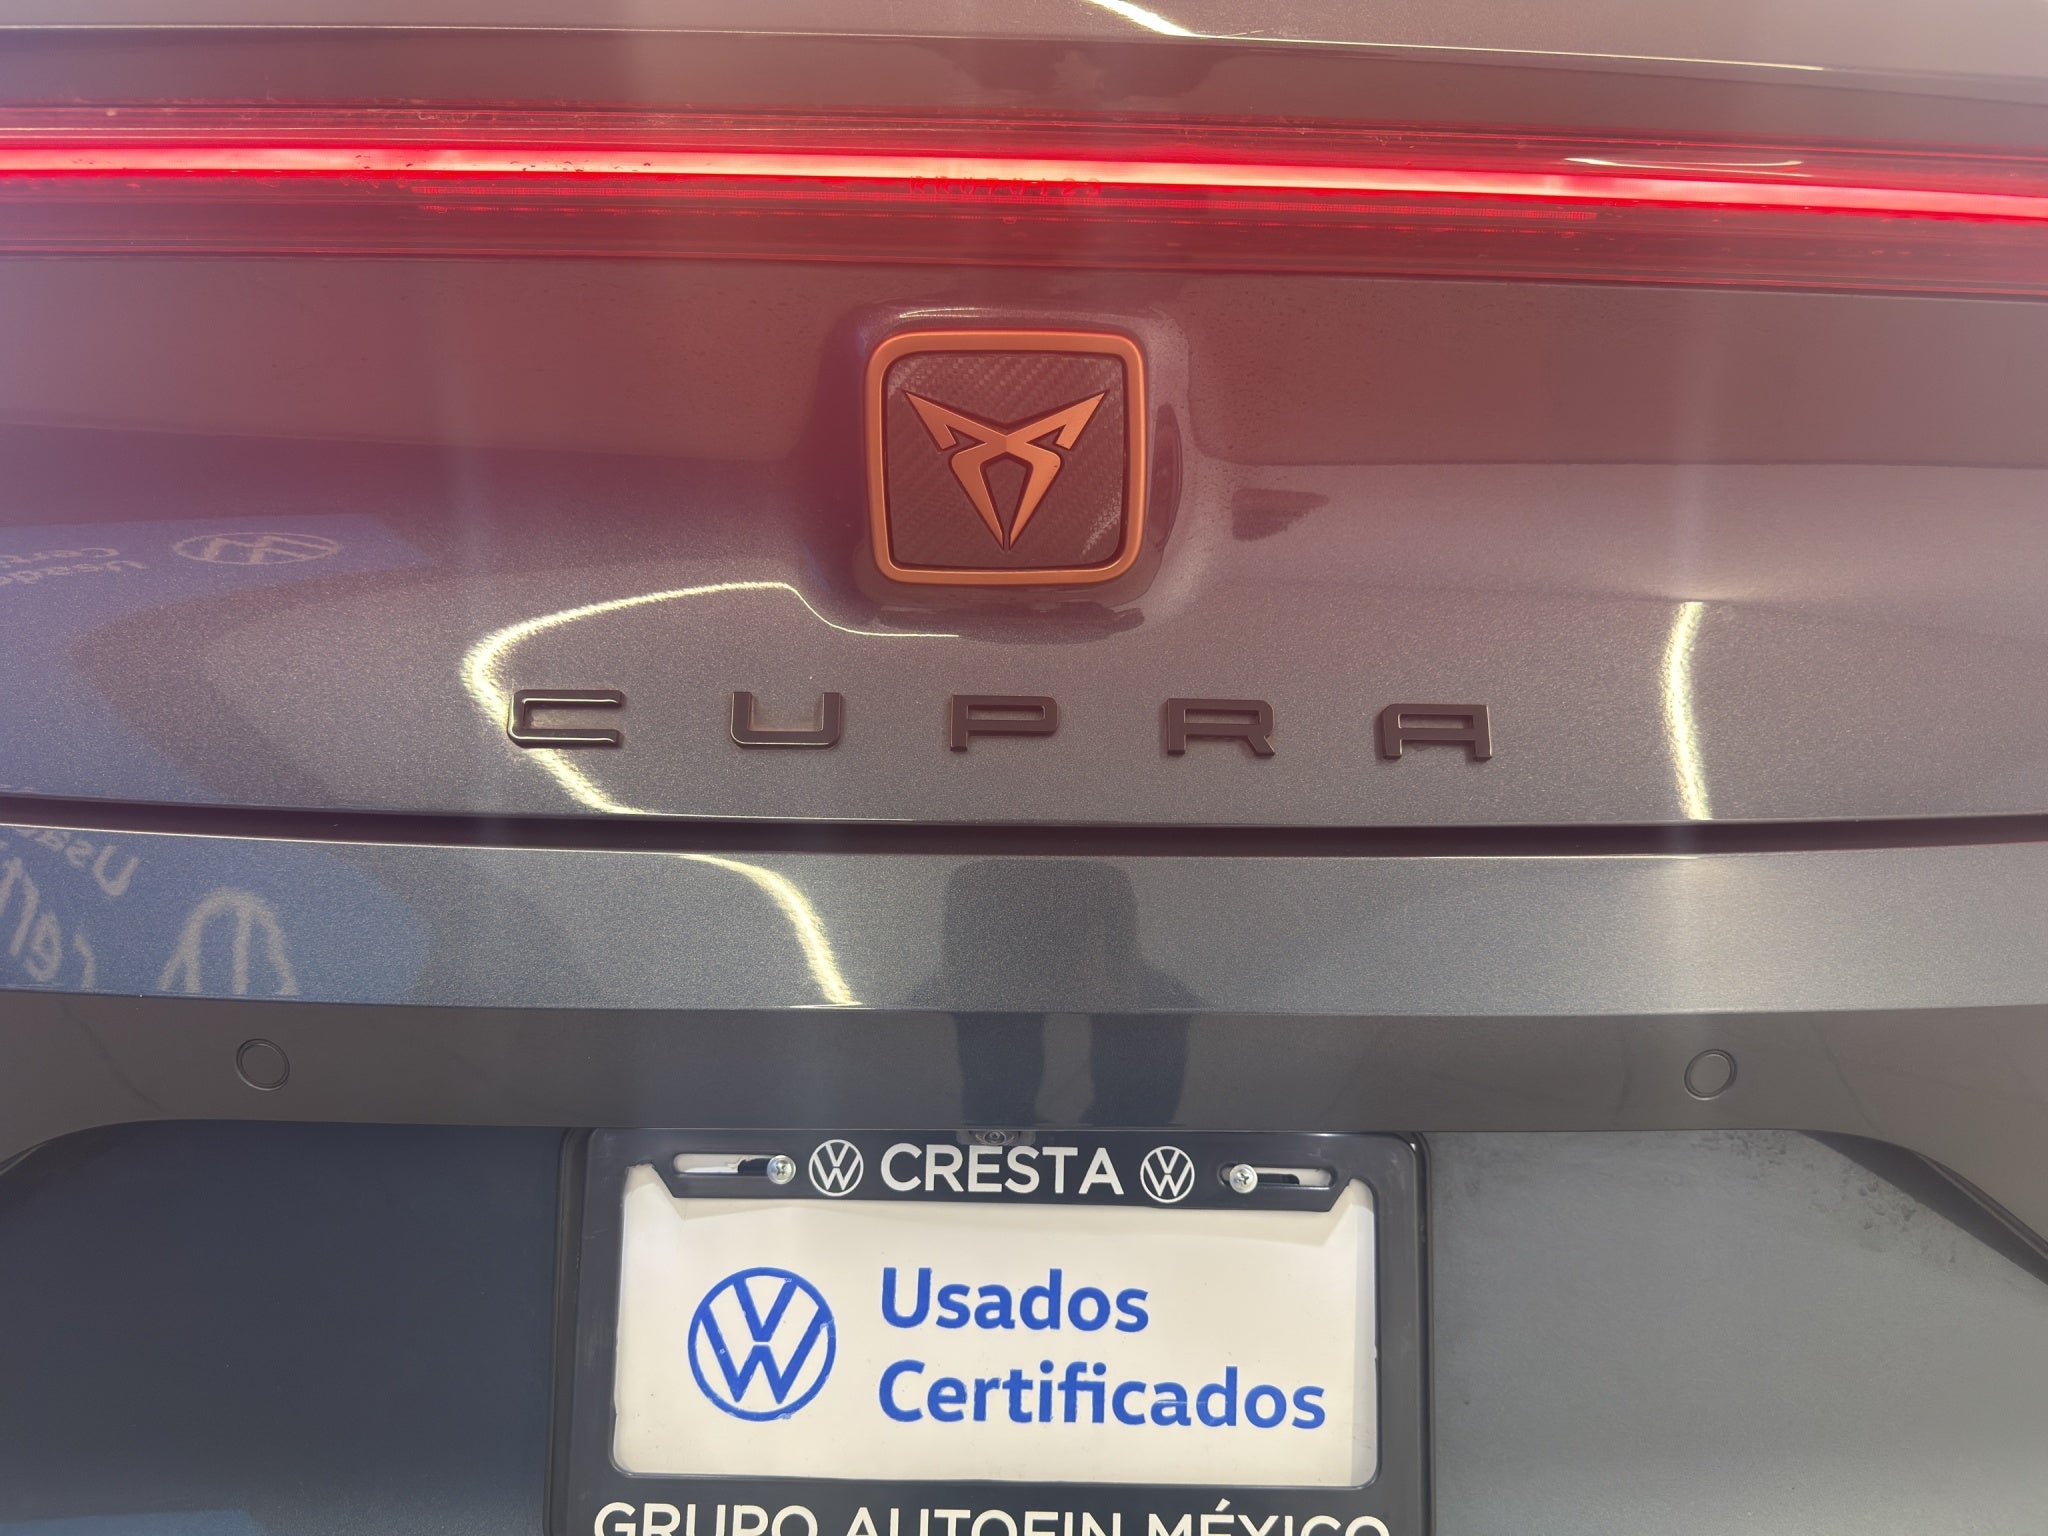 CUPRA
CRESTA
Usados
Certificados
GRUPO AUTOFIN MÉXICO